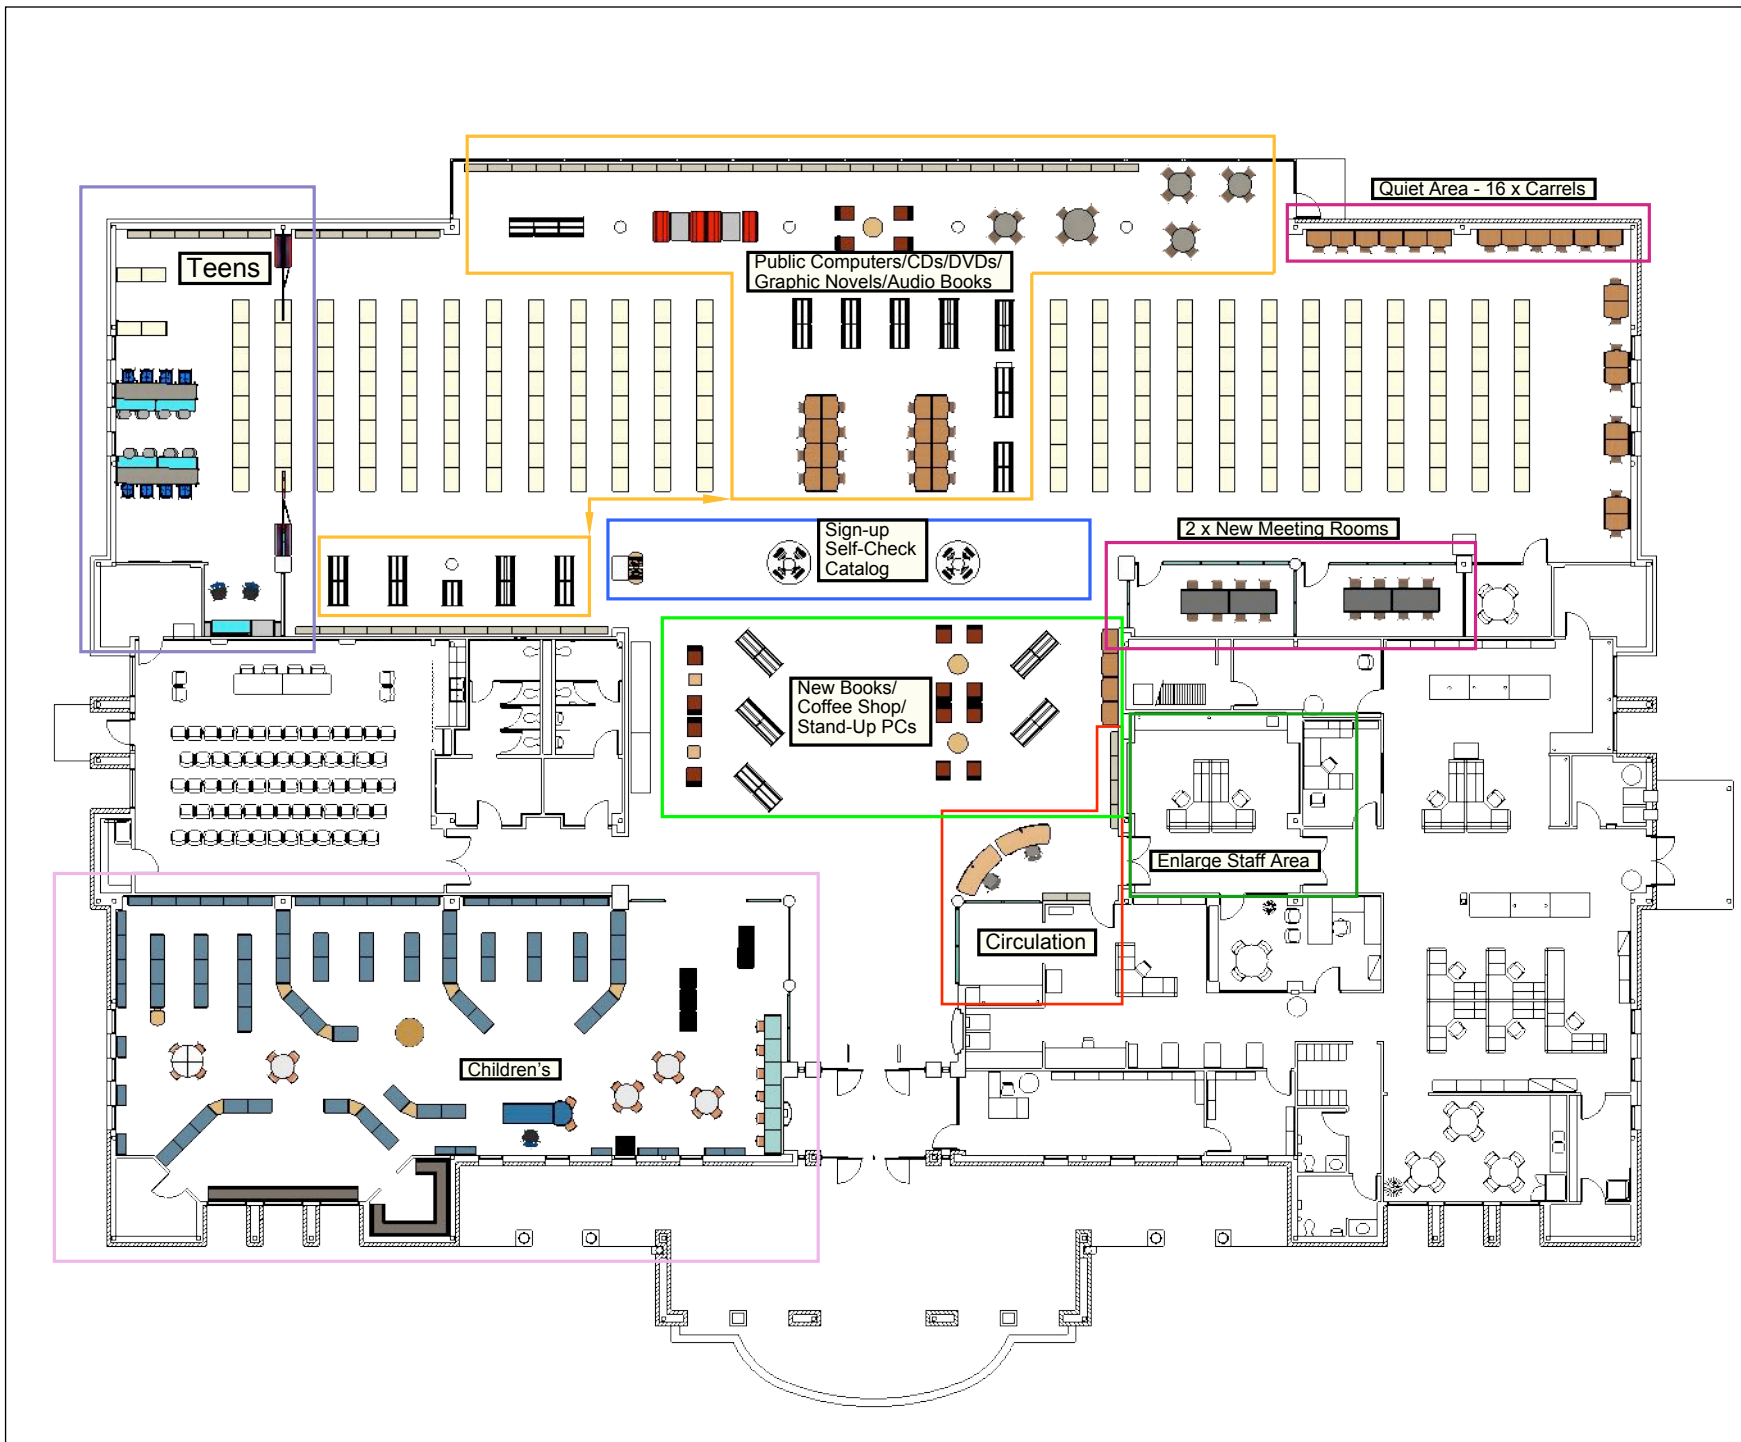 Quiet Area - 16 x Carrels
Teens
Public Computers/CDs/DVDs/
Graphic Novels/Audio Books
Sign-up
Self-Check
Catalog
2 x New Meeting Rooms
New Books/
Coffee Shop/
Stand-Up PCs
Enlarge Staff Area
Circulation
Children's